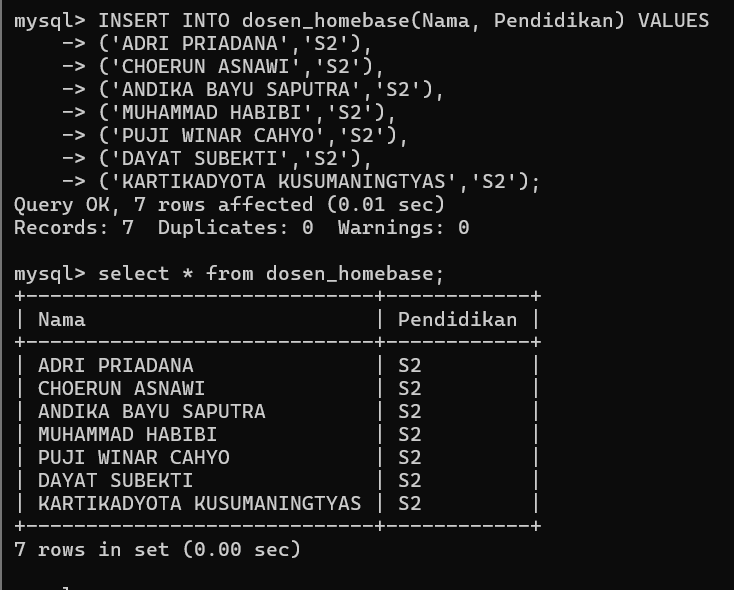 mysql> INSERT INTO dosen_homebase(Nama, Pendidikan) VALUES
    -> ('ADRI PRIADANA','S2'),
    -> ('CHOERUN ASNAWI','S2'),
    -> ('ANDIKA BAYU SAPUTRA','S2'),
    -> ('MUHAMMAD HABIBI','S2'),
    -> ('PUJI WINAR CAHYO','S2'),
    -> ('DAYAT SUBEKTI','S2'),
    -> ('KARTIKADYOTA KUSUMANINGTYAS','S2');
Query OK, 7 rows affected (0.01 sec)
Records: 7  Duplicates: 0  Warnings: 0

mysql> select * from dosen_homebase;
+-----------------------------+------------+
| Nama                        | Pendidikan |
+-----------------------------+------------+
| ADRI PRIADANA               | S2         |
| CHOERUN ASNAWI              | S2         |
| ANDIKA BAYU SAPUTRA         | S2         |
| MUHAMMAD HABIBI             | S2         |
| PUJI WINAR CAHYO            | S2         |
| DAYAT SUBEKTI               | S2         |
| KARTIKADYOTA KUSUMANINGTYAS | S2         |
+-----------------------------+------------+
7 rows in set (0.00 sec)